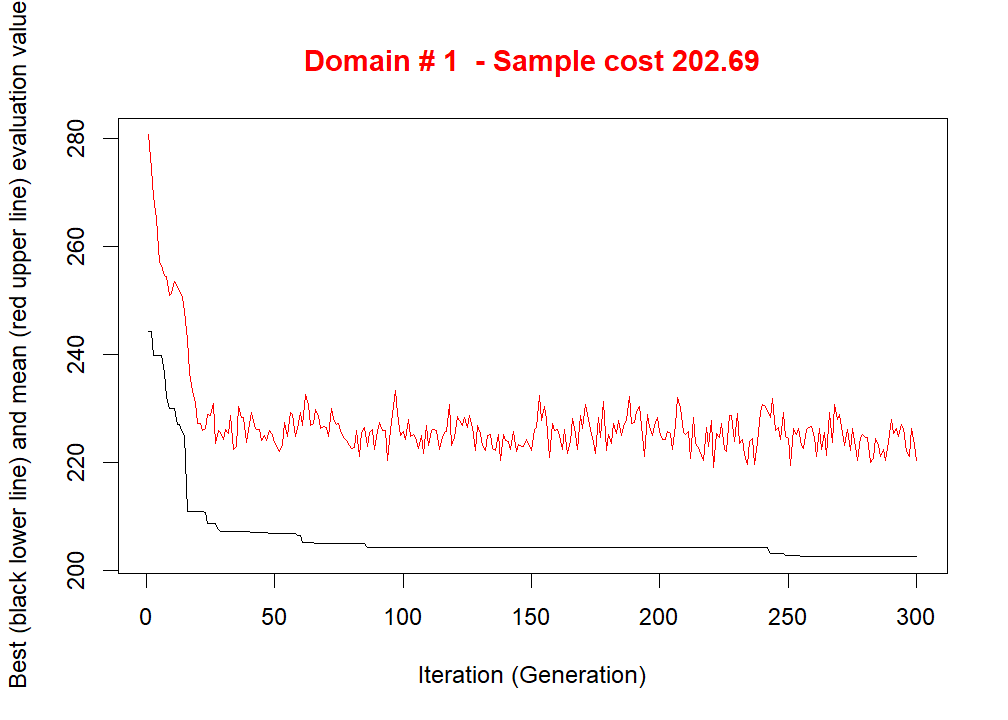 Domain # 1  - Sample cost 202.69
Best (black lower line) and mean (red upper line) evaluation value
280
260
240
220
200
0 50 100 150 200 250 300
Iteration (Generation)